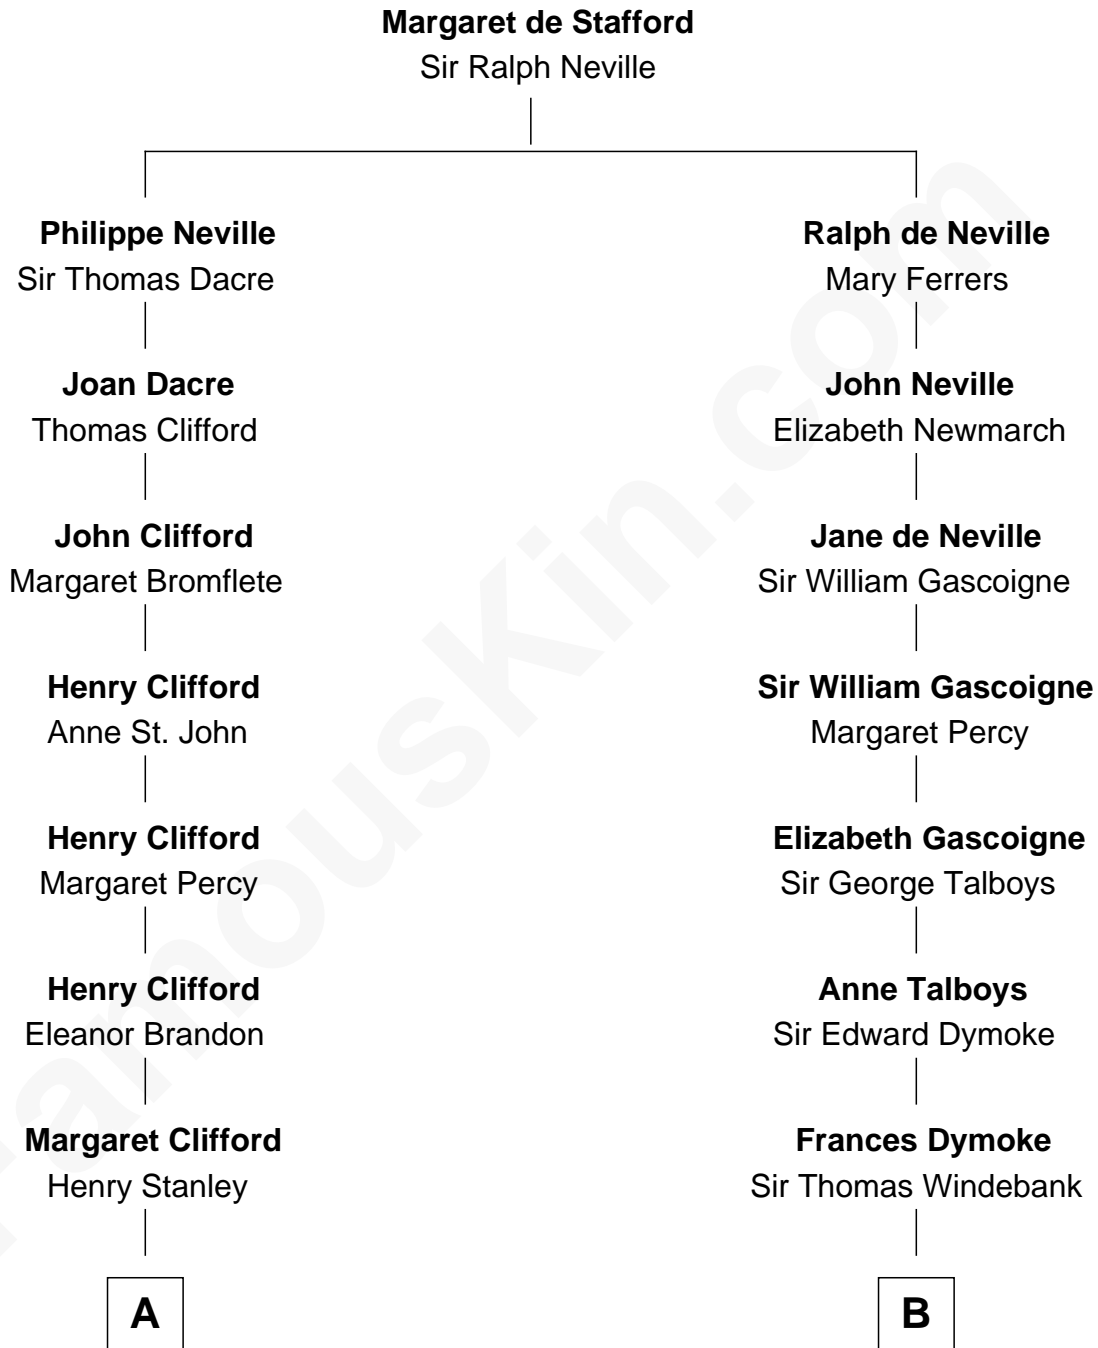 Margaret de Stafford
Sir Ralph Neville
Philippe Neville
Sir Thomas Dacre
Ralph de Neville
Mary Ferrers
Joan Dacre
Thomas Clifford
John Neville
Elizabeth Newmarch
John Clifford
Margaret Bromflete
Jane de Neville
Sir William Gascoigne
Henry Clifford
Anne St. John
Sir William Gascoigne
Margaret Percy
Henry Clifford
Margaret Percy
Elizabeth Gascoigne
Sir George Talboys
Henry Clifford
Eleanor Brandon
Anne Talboys
Sir Edward Dymoke
Margaret Clifford
Henry Stanley
Frances Dymoke
Sir Thomas Windebank
A
B
FamousKin.com